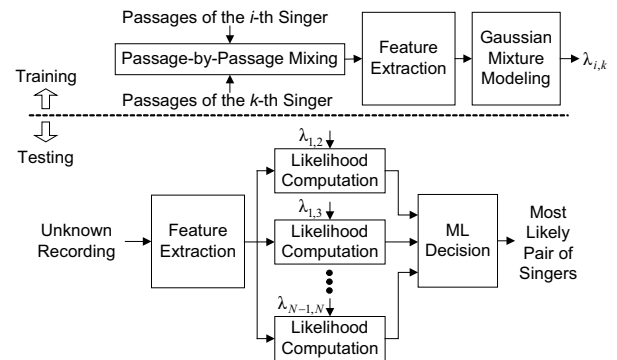 Passages of the i-th Singer
Passage-by-Passage Mixing
Passages of the k-th Singer
Feature
Extraction
Gaussian
Mixture
Modeling
λi,k
Training
Testing
Unknown
Recording
Feature
Extraction
λ1,2
Likelihood
Computation
λ1,3
Likelihood
Computation
λN−1,N
Likelihood
Computation
ML
Decision
Most
Likely
Pair of
Singers